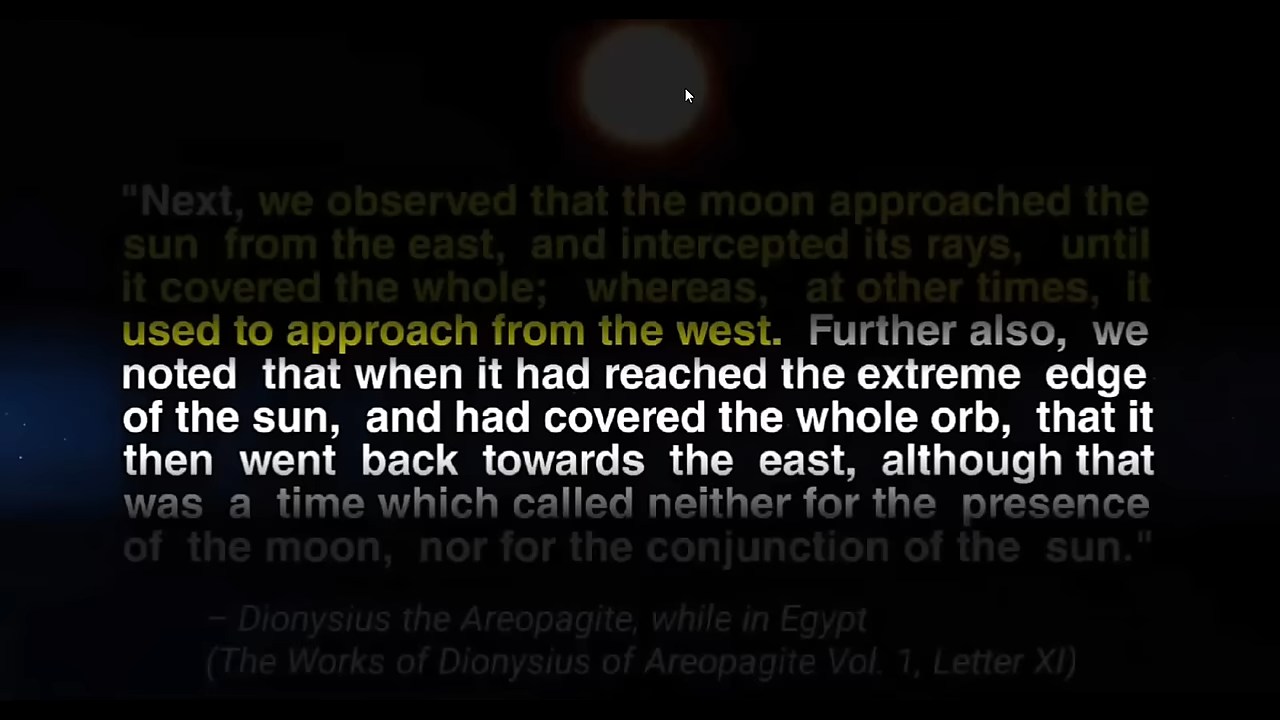 "Next, we observed that the moon approached the
sun from the east, and intercepted its rays, until
it covered the whole; whereas, at other times, it
used to approach from the west. Further also, we
noted that when it had reached the extreme edge
of the sun, and had covered the whole orb, that it
then went back towards the east, although that
was a time which called neither for the presence
of the moon, nor for the conjunction of the sun."
– Dionysius the Areopagite, while in Egypt
(The Works of Dionysius of Areopagite Vol. 1, Letter XI)